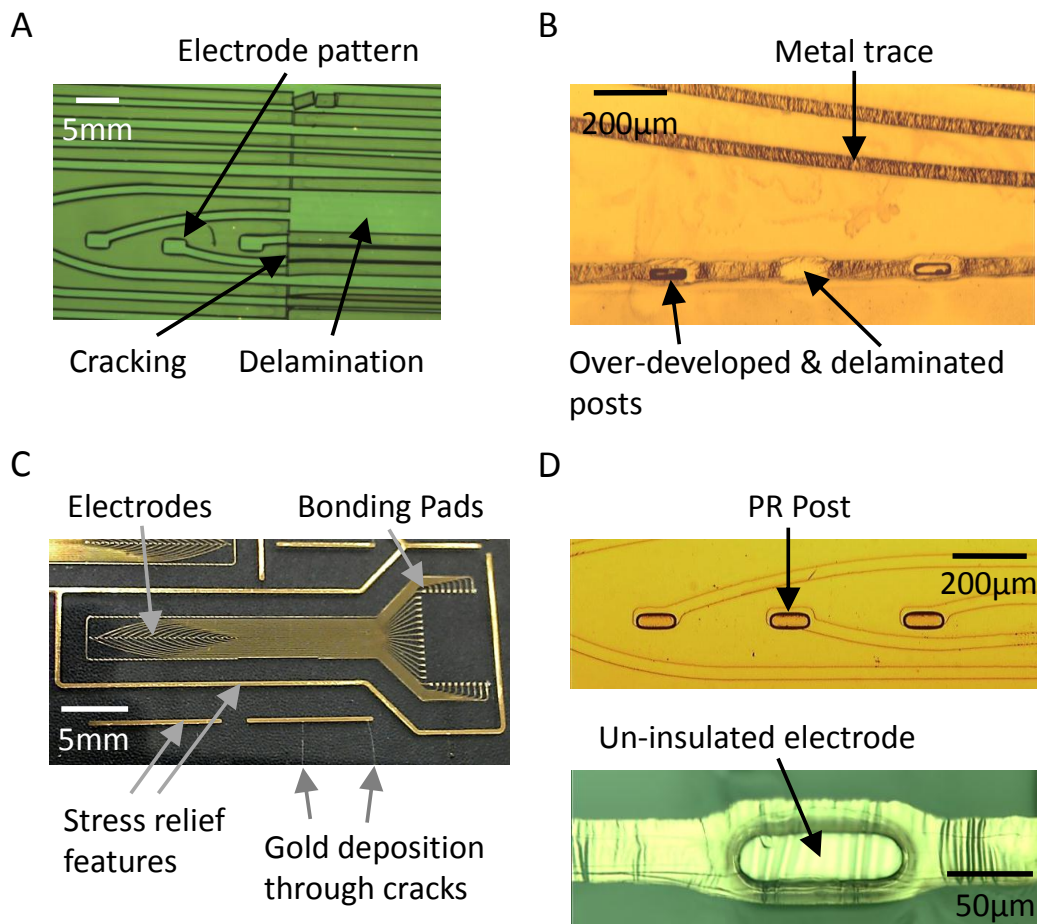 A
Electrode pattern
5mm
Cracking
Delamination
B
Metal trace
200µm
Over-developed & delaminated
posts
C
Electrodes
Bonding Pads
5mm
Stress relief
features
Gold deposition
through cracks
D
PR Post
200µm
Un-insulated electrode
50µm